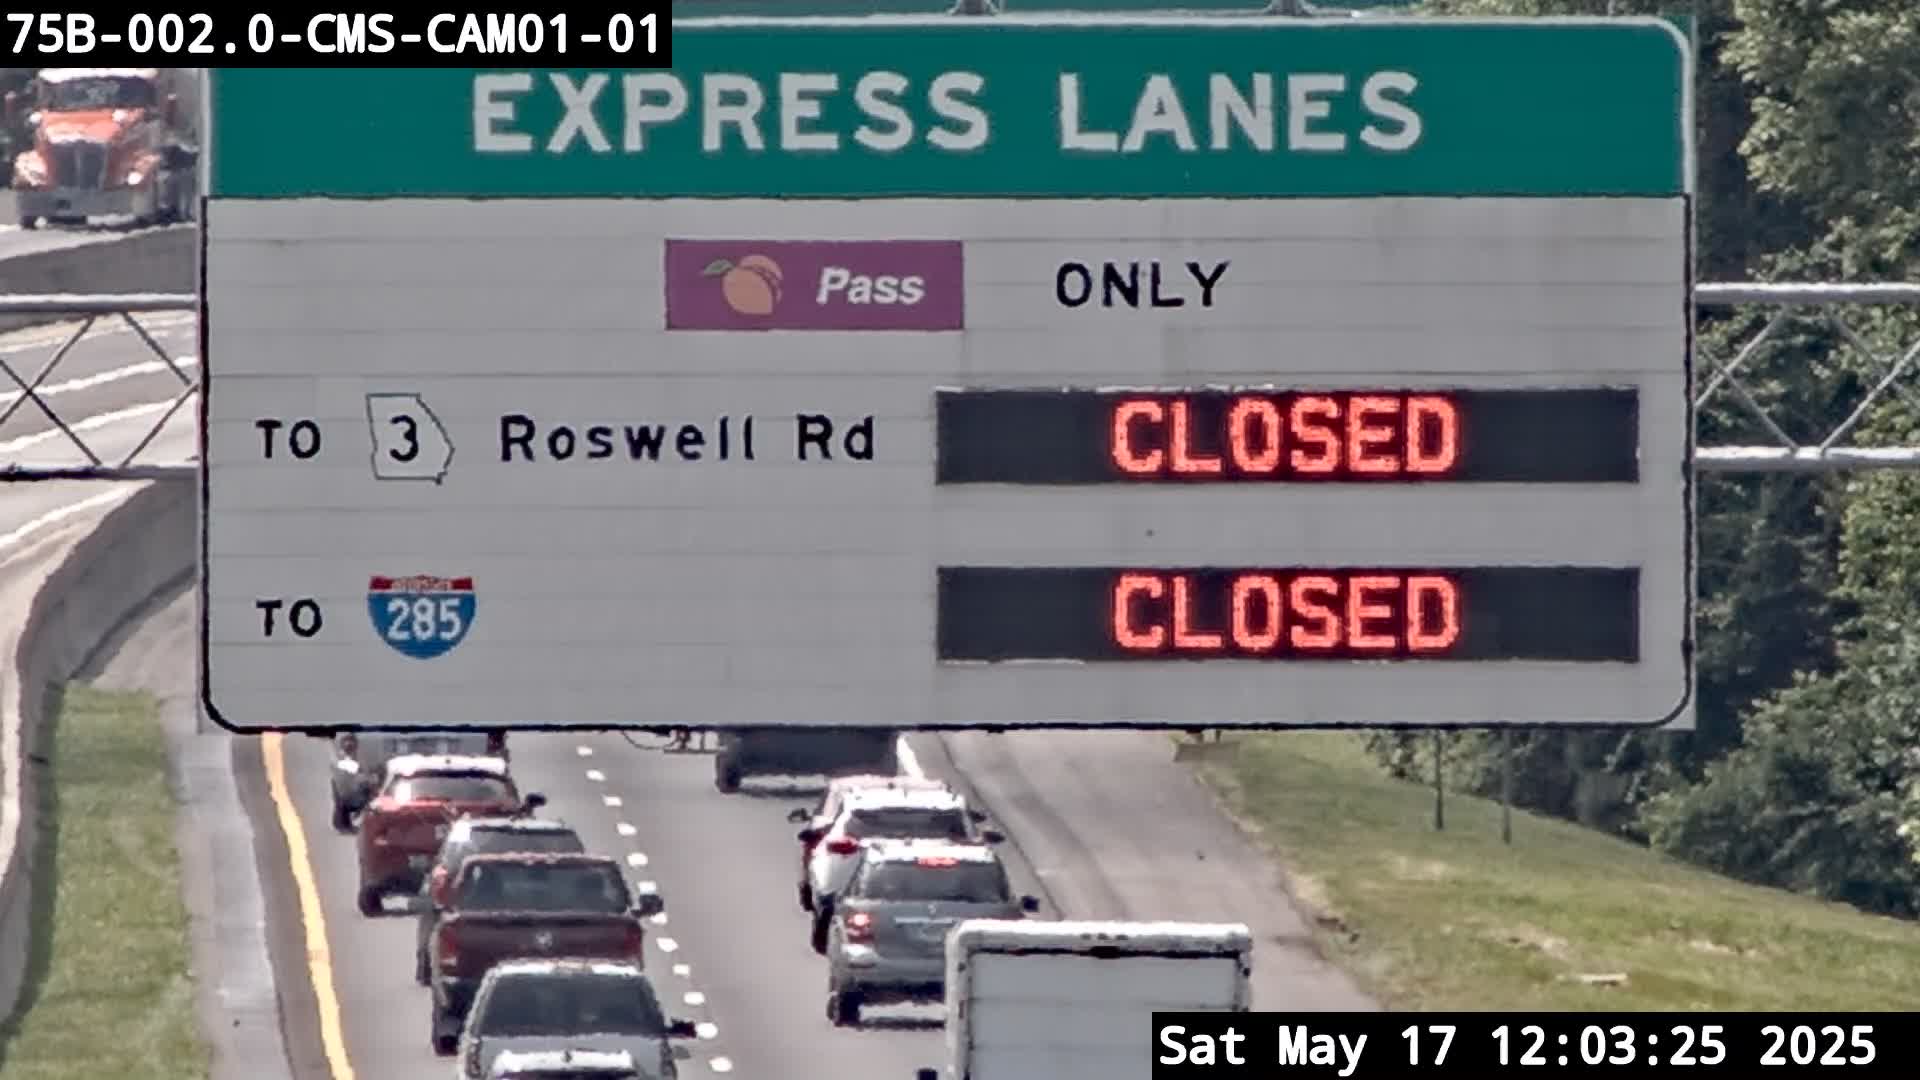 75B-002.0-CMS-CAM01-01
EXPRESS LANES
Pass ONLY
TO 3 Roswell Rd CLOSED
TO 285 CLOSED
Sat May 17 12:03:25 2025